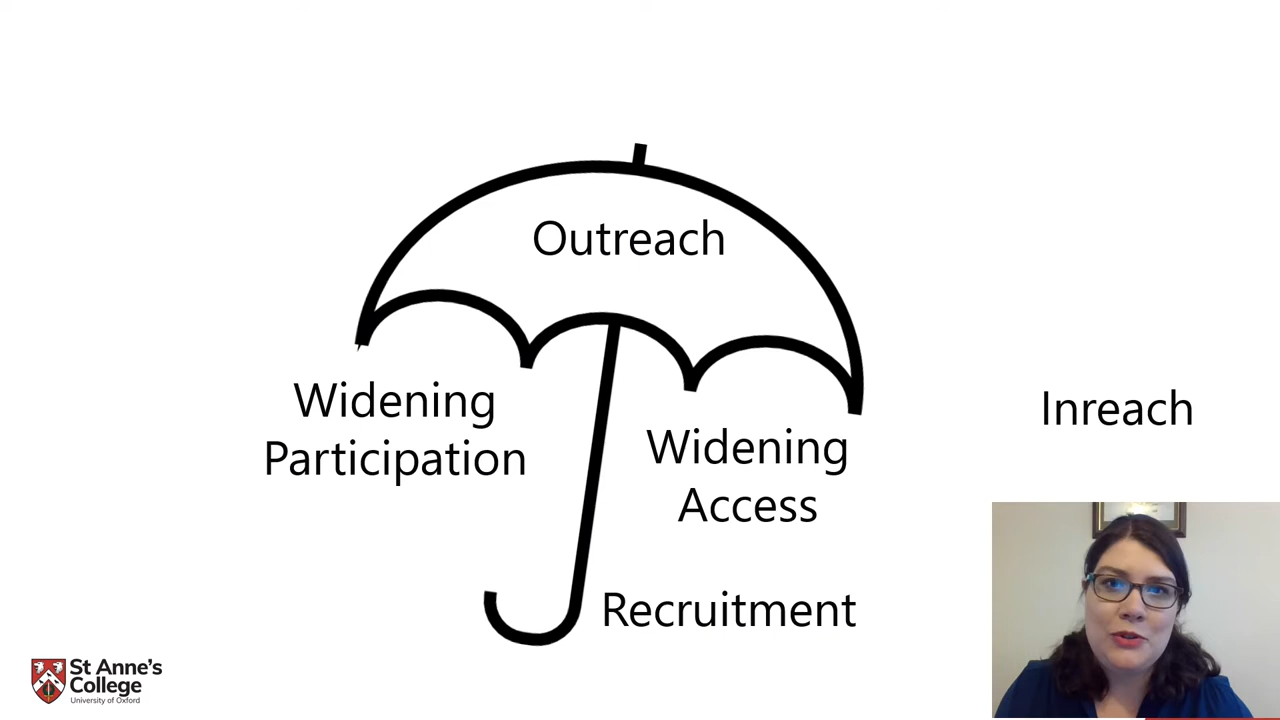 Outreach
Widening
Participation
Widening
Access
Inreach
Recruitment
St Anne's
College
University of Oxford